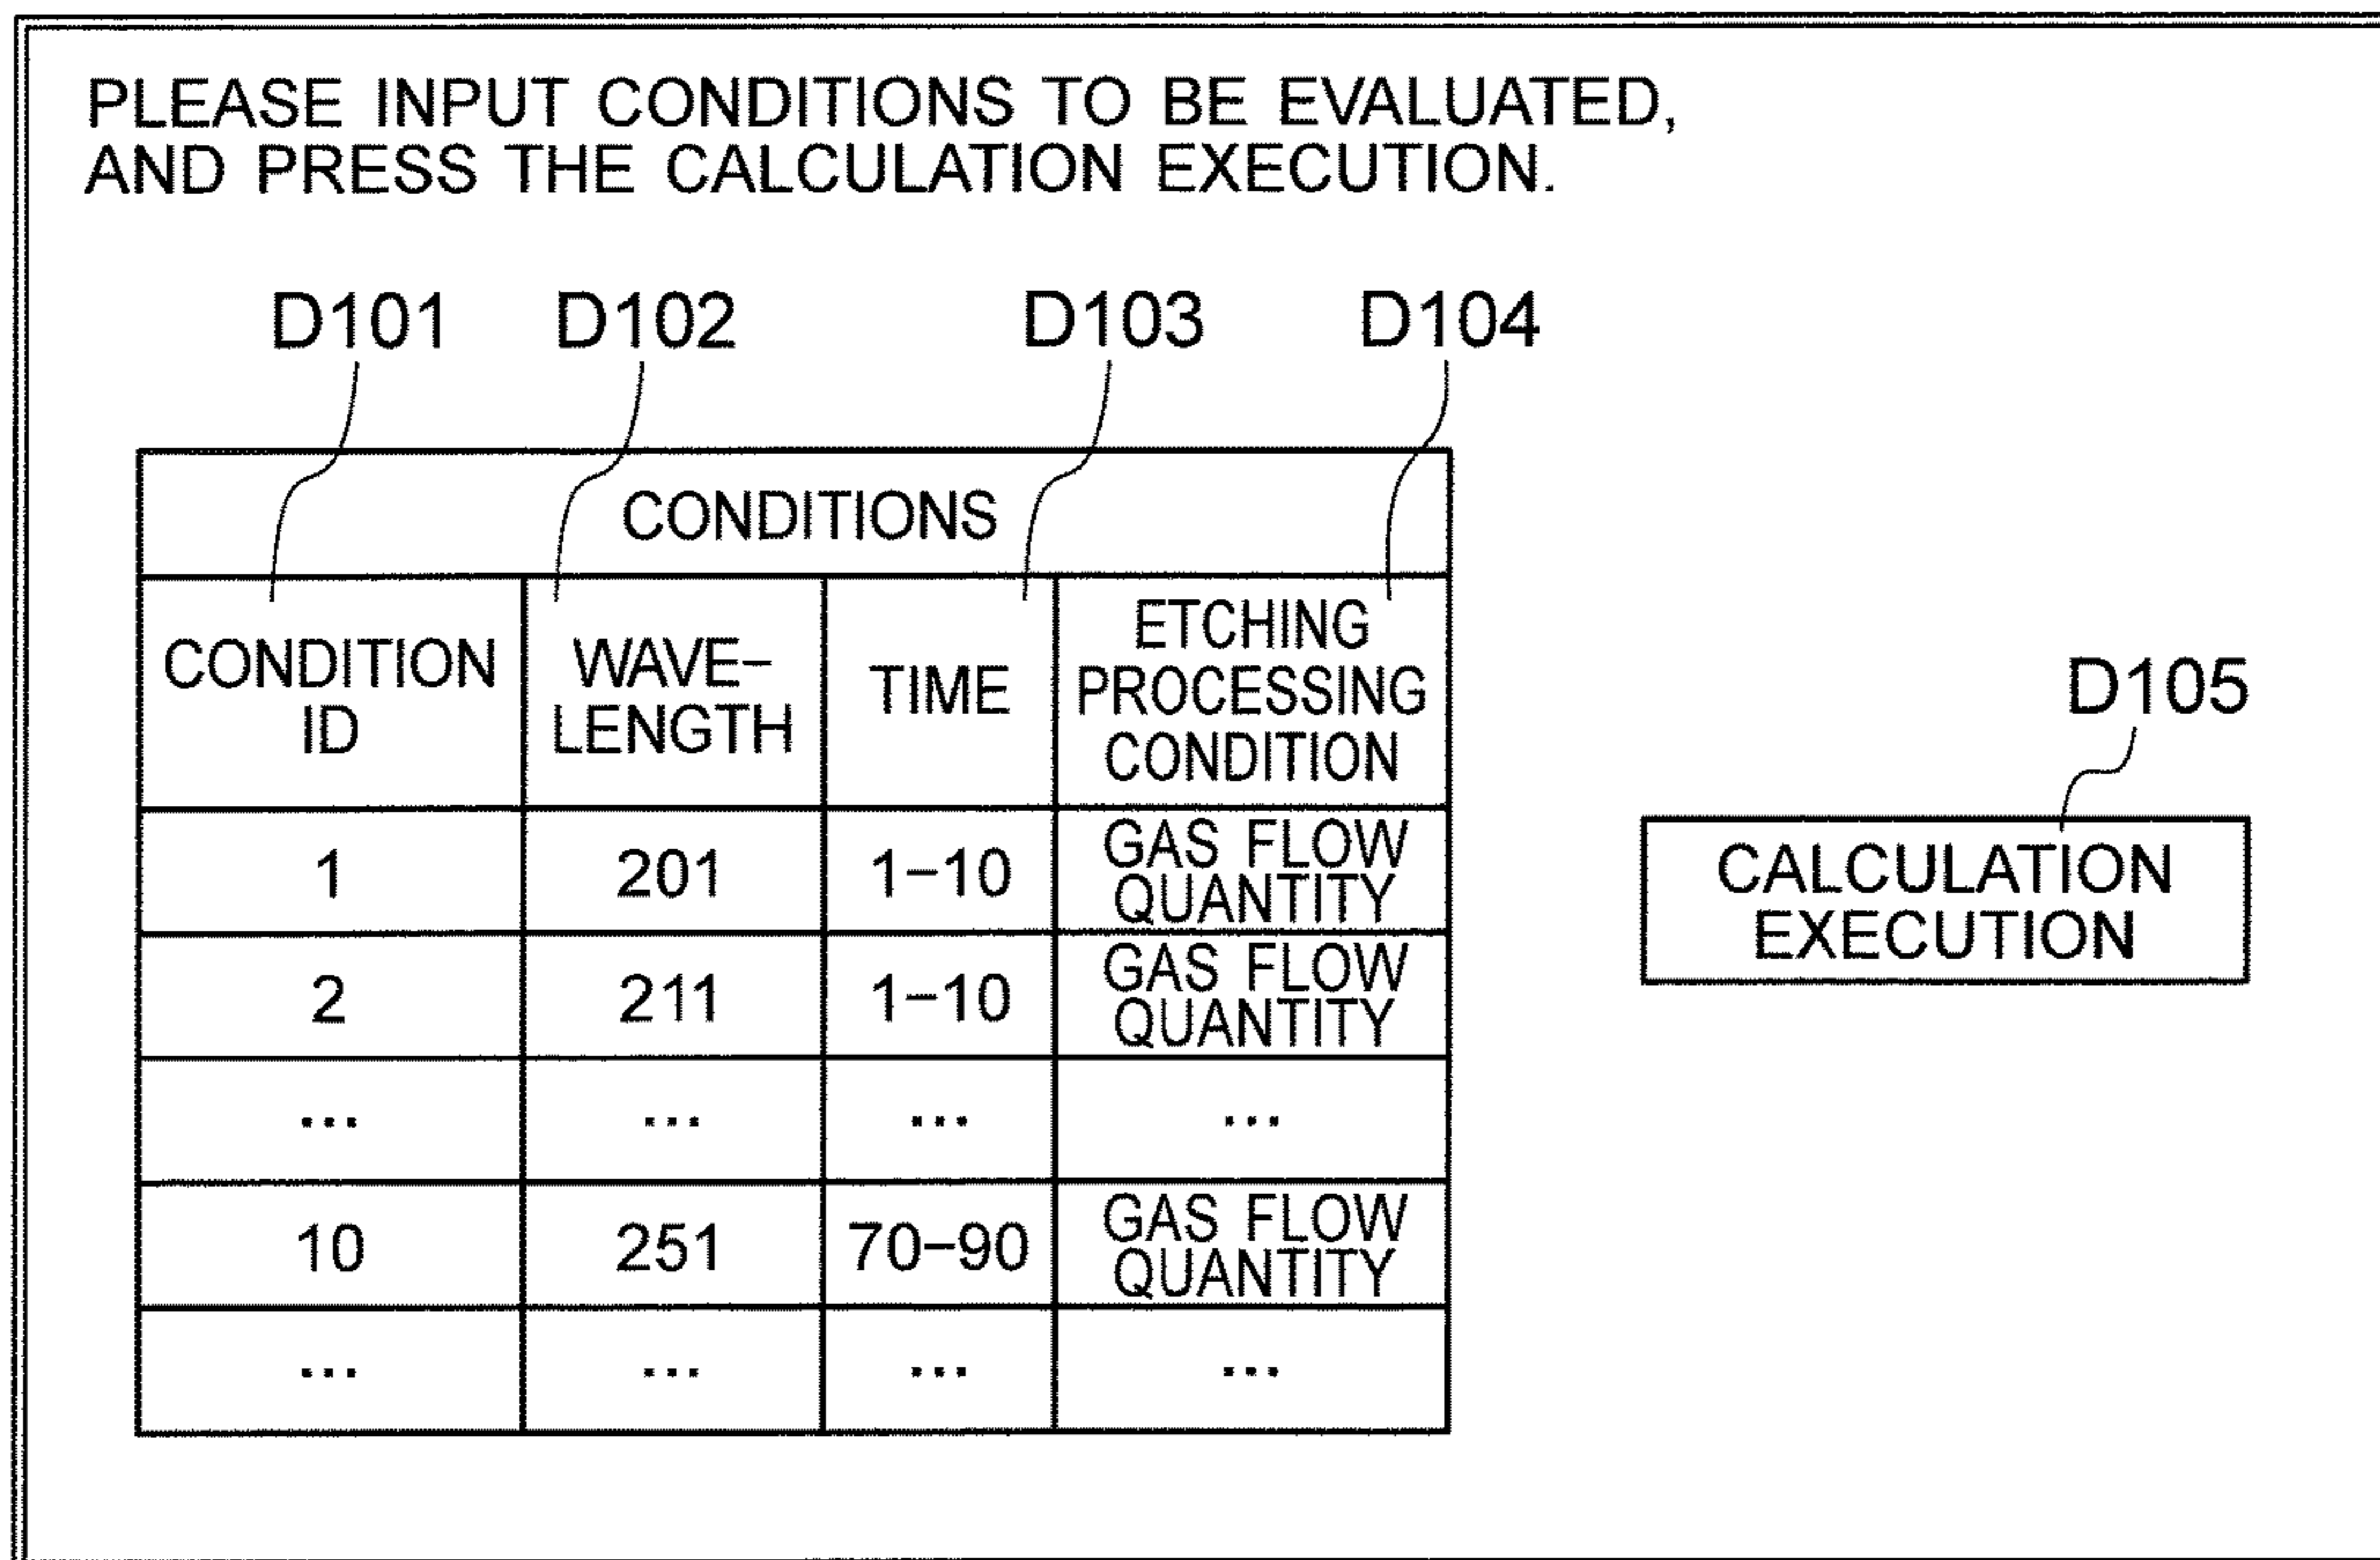 PLEASE INPUT CONDITIONS TO BE EVALUATED,
AND PRESS THE CALCULATION EXECUTION.
D101 D102 D103 D104
CONDITIONS
CONDITION ID WAVE-LENGTH TIME ETCHING PROCESSING CONDITION
1 201 1-10 GAS FLOW QUANTITY
2 211 1-10 GAS FLOW QUANTITY
... ... ... ...
10 251 70-90 GAS FLOW QUANTITY
... ... ... ...
D105
CALCULATION
EXECUTION